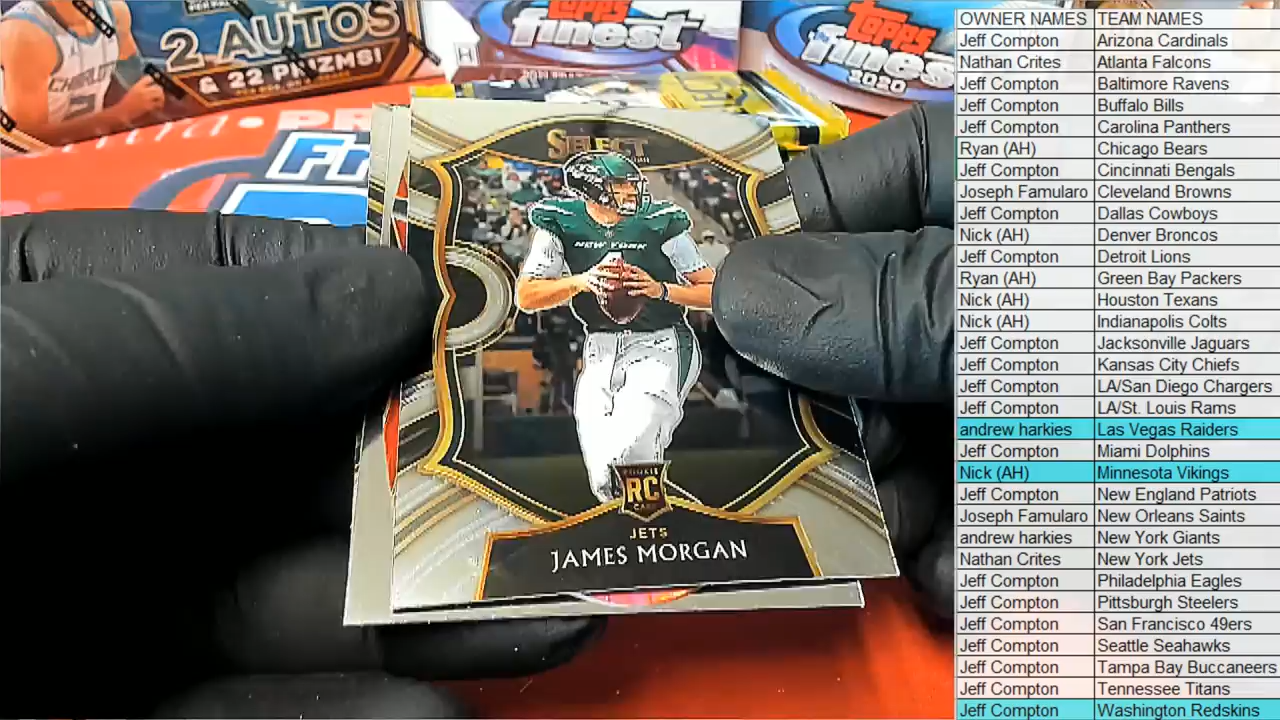 2 AUTOS
& 22 PRIZMS!
CHARLOTTE
TOPPS
finest
TOPPS
finest
2020
SELECT
NEW YORK
ROOKIE
RC
CARD
JETS
JAMES MORGAN
OWNER NAMES TEAM NAMES
Jeff Compton Arizona Cardinals
Nathan Crites Atlanta Falcons
Jeff Compton Baltimore Ravens
Jeff Compton Buffalo Bills
Jeff Compton Carolina Panthers
Ryan (AH) Chicago Bears
Jeff Compton Cincinnati Bengals
Joseph Famularo Cleveland Browns
Jeff Compton Dallas Cowboys
Nick (AH) Denver Broncos
Jeff Compton Detroit Lions
Ryan (AH) Green Bay Packers
Nick (AH) Houston Texans
Nick (AH) Indianapolis Colts
Jeff Compton Jacksonville Jaguars
Jeff Compton Kansas City Chiefs
Jeff Compton LA/San Diego Chargers
Jeff Compton LA/St. Louis Rams
andrew harkies Las Vegas Raiders
Jeff Compton Miami Dolphins
Nick (AH) Minnesota Vikings
Jeff Compton New England Patriots
Joseph Famularo New Orleans Saints
andrew harkies New York Giants
Nathan Crites New York Jets
Jeff Compton Philadelphia Eagles
Jeff Compton Pittsburgh Steelers
Jeff Compton San Francisco 49ers
Jeff Compton Seattle Seahawks
Jeff Compton Tampa Bay Buccaneers
Jeff Compton Tennessee Titans
Jeff Compton Washington Redskins